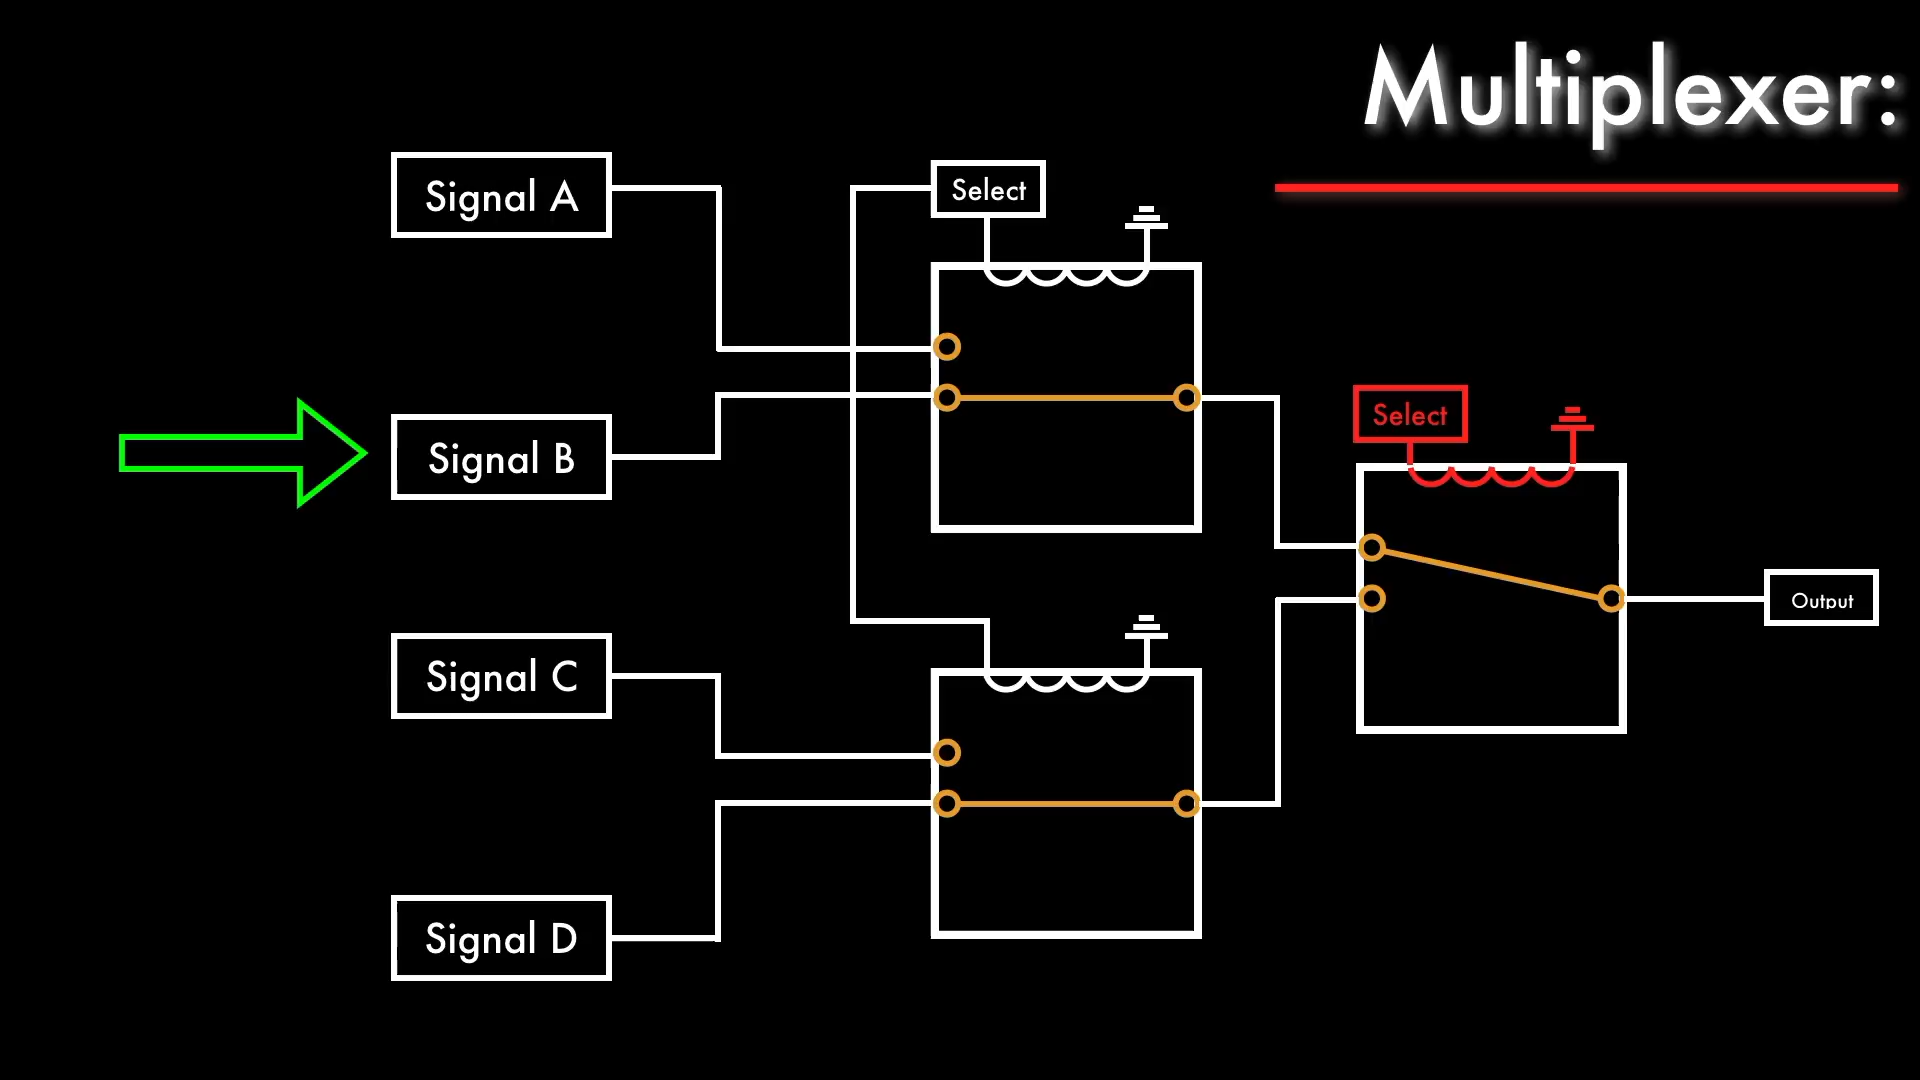 Multiplexer:
Signal A
Select
Signal B
Select
Output
Signal C
Signal D